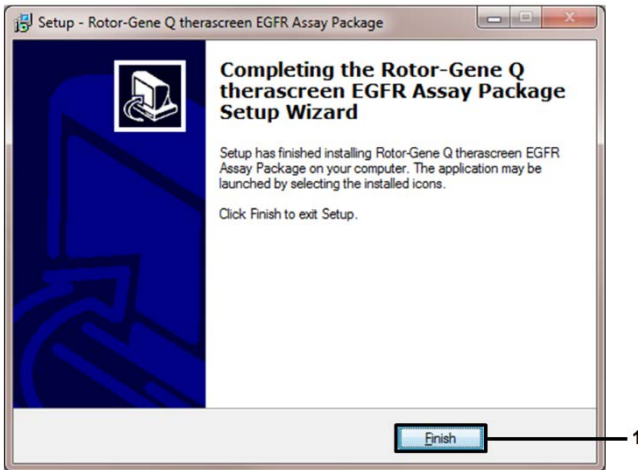 Setup - Rotor-Gene Q therascreen EGFR Assay Package
Completing the Rotor-Gene Q
therascreen EGFR Assay Package
Setup Wizard
Setup has finished installing Rotor-Gene Q therascreen EGFR
Assay Package on your computer. The application may be
launched by selecting the installed icons.
Click Finish to exit Setup.
Finish
1